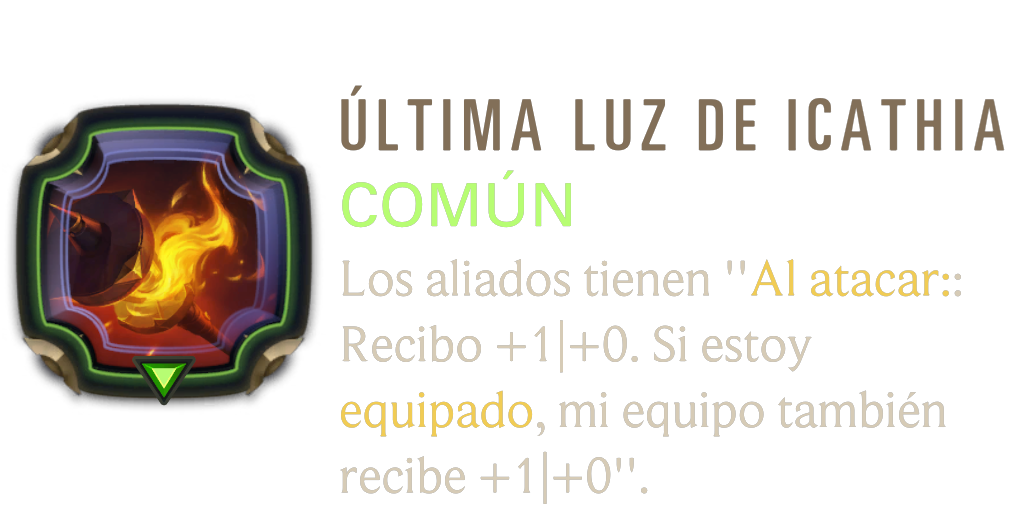 ÚLTIMA LUZ DE ICATHIA
COMÚN
Los aliados tienen ''Al atacar::
Recibo +1|+0. Si estoy
equipado, mi equipo también
recibe +1|+0''.